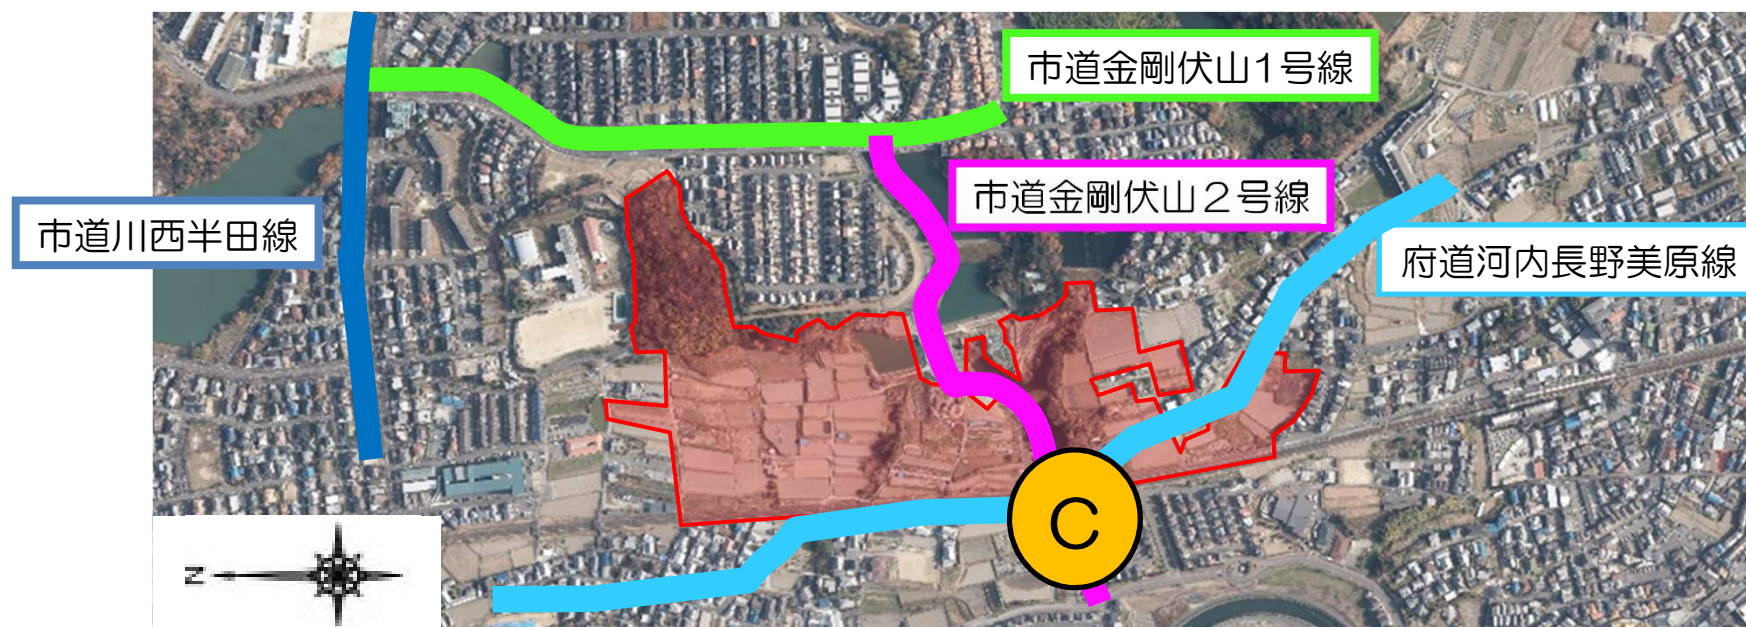 市道金剛伏山1号線
市道金剛伏山２号線
市道川西半田線
府道河内長野美原線
C
N